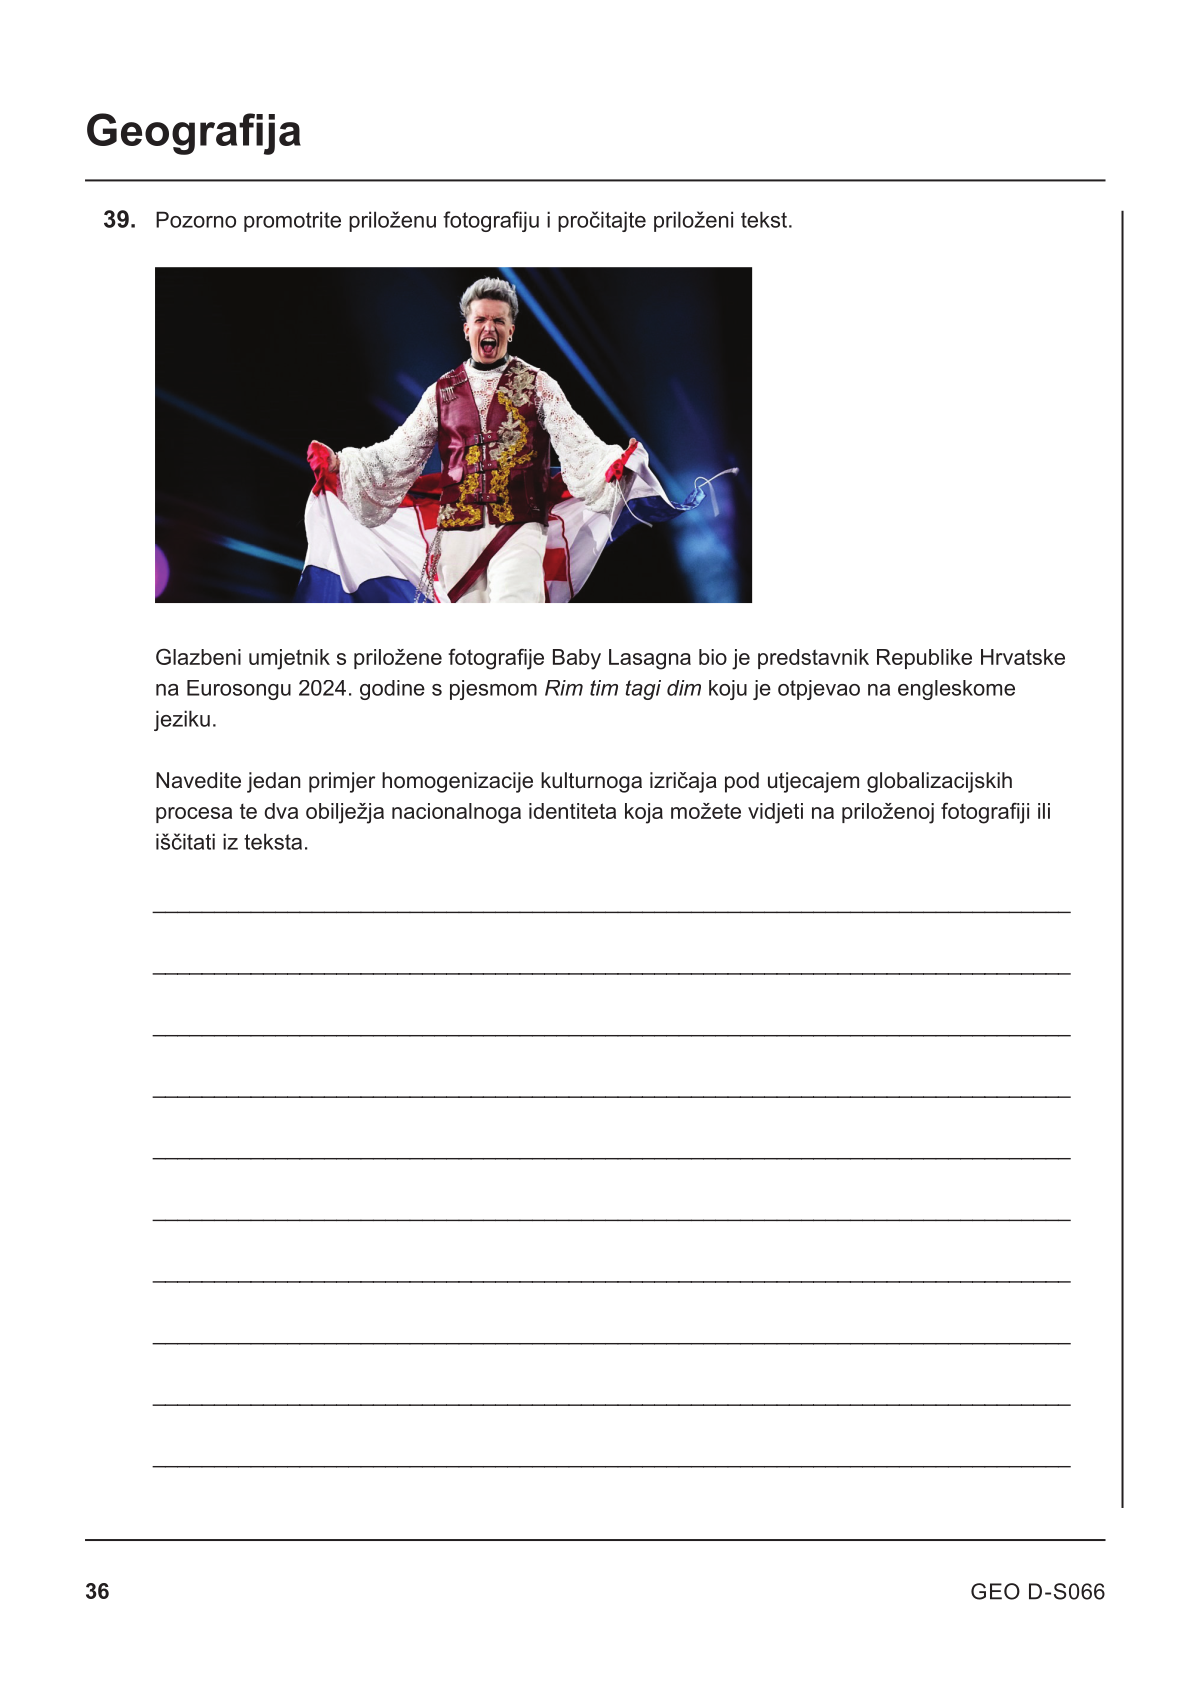 Geografija
39. Pozorno promotrite priloženu fotografiju i pročitajte priloženi tekst.
Glazbeni umjetnik s priložene fotografije Baby Lasagna bio je predstavnik Republike Hrvatske
na Eurosongu 2024. godine s pjesmom Rim tim tagi dim koju je otpjevao na engleskome
jeziku.
Navedite jedan primjer homogenizacije kulturnoga izričaja pod utjecajem globalizacijskih
procesa te dva obilježja nacionalnoga identiteta koja možete vidjeti na priloženoj fotografiji ili
iščitati iz teksta.
36
GEO D-S066